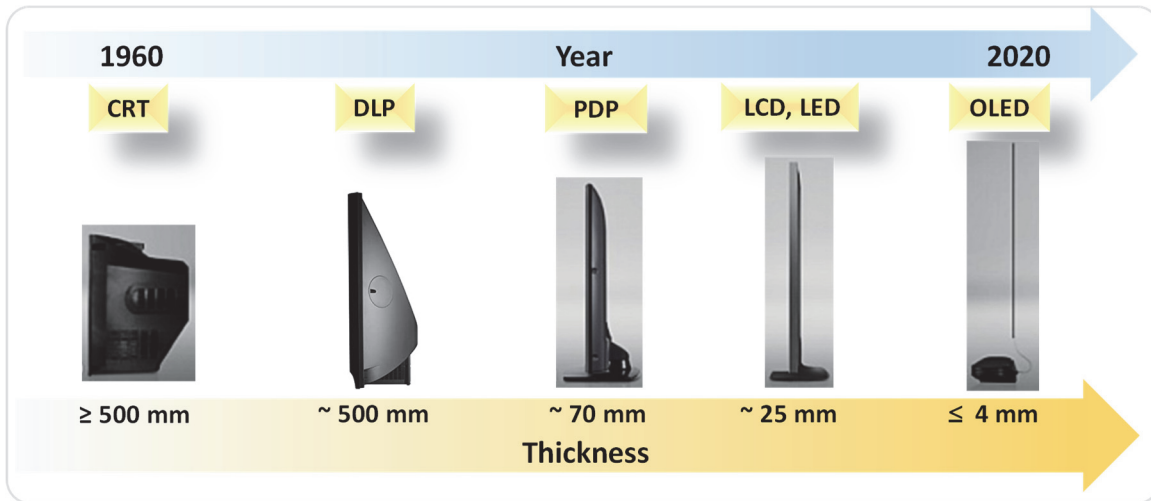 1960 Year 2020
CRT DLP PDP LCD, LED OLED
≥ 500 mm ~ 500 mm ~ 70 mm ~ 25 mm ≤ 4 mm
Thickness